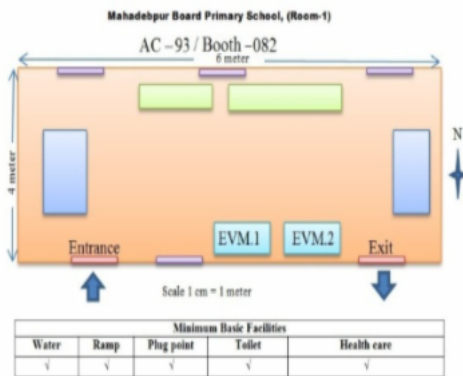 Mahadebpur Board Primary School, (Room-1)
AC –93 / Booth –082
6 meter
4 meter
N
EVM.1 EVM.2
Entrance Exit
Scale 1 cm = 1 meter
Minimum Basic Facilities
Water Ramp Plug point Toilet Health care
√ √ √ √ √